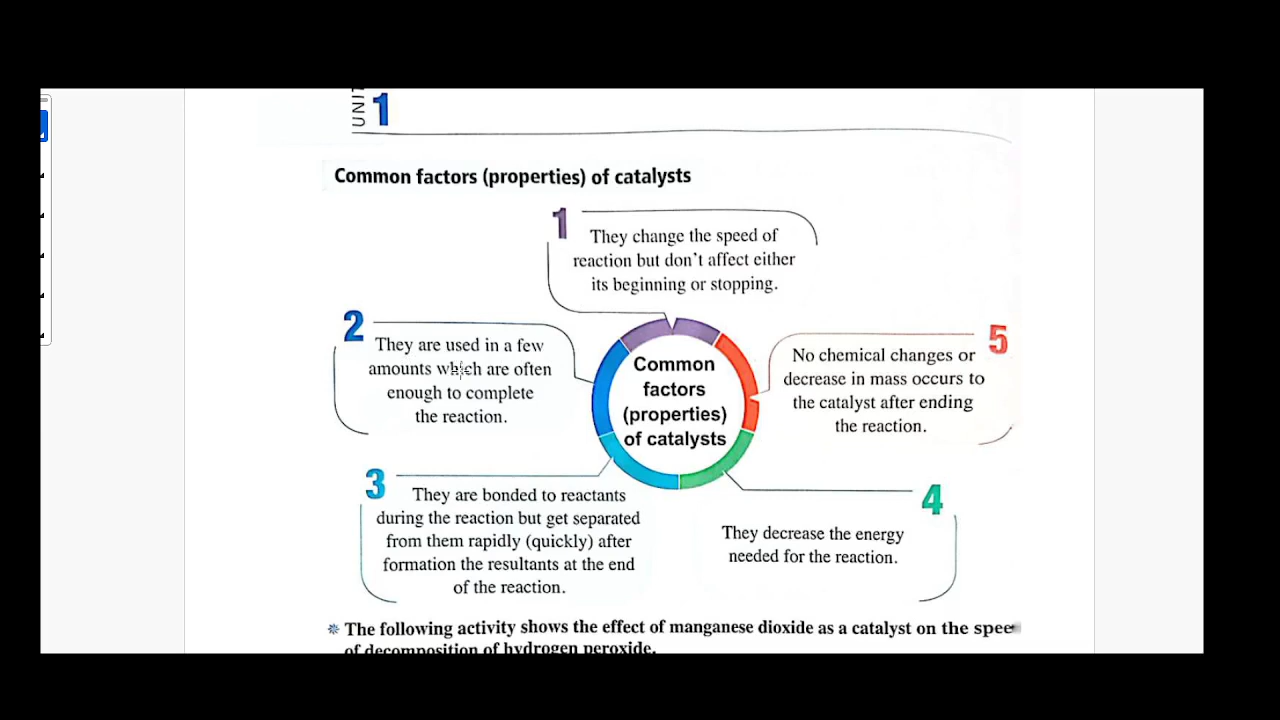 UNIT 1
Common factors (properties) of catalysts
1
They change the speed of
reaction but don't affect either
its beginning or stopping.
2
They are used in a few
amounts which are often
enough to complete
the reaction.
3
They are bonded to reactants
during the reaction but get separated
from them rapidly (quickly) after
formation the resultants at the end
of the reaction.
4
They decrease the energy
needed for the reaction.
5
No chemical changes or
decrease in mass occurs to
the catalyst after ending
the reaction.
Common
factors
(properties)
of catalysts
The following activity shows the effect of manganese dioxide as a catalyst on the spee
of decomposition of hydrogen peroxide.